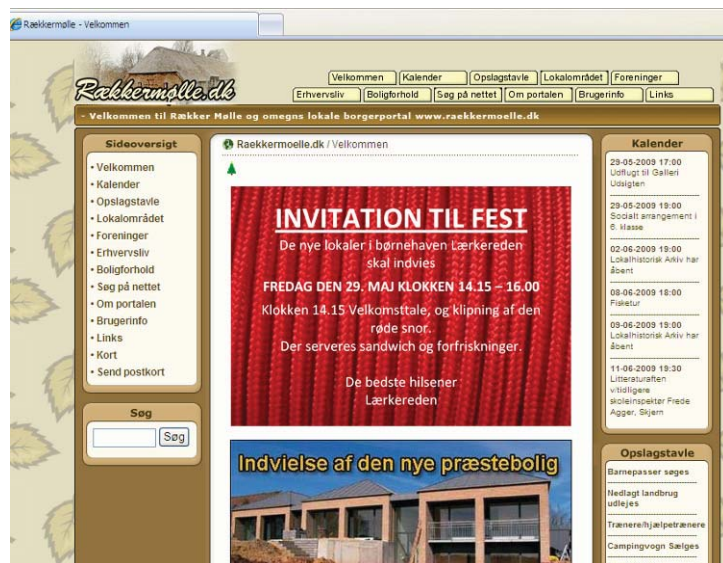 Rækkermølle - Velkommen
Rækkermølle.dk
Velkommen
Kalender
Opslagstavle
Lokalområdet
Foreninger
Erhvervsliv
Boligforhold
Søg på nettet
Om portalen
Brugerinfo
Links
- Velkommen til Rækker Mølle og omegns lokale borgerportal www.raekkermoelle.dk
Sideoversigt
• Velkommen
• Kalender
• Opslagstavle
• Lokalområdet
• Foreninger
• Erhvervsliv
• Boligforhold
• Søg på nettet
• Om portalen
• Brugerinfo
• Links
• Kort
• Send postkort
Søg
Søg
Raekkermoelle.dk / Velkommen
INVITATION TIL FEST
De nye lokaler i børnehaven Lærkereden
skal indvies
FREDAG DEN 29. MAJ KLOKKEN 14.15 – 16.00
Klokken 14.15 Velkomsttale, og klipning af den
røde snor.
Der serveres sandwich og forfriskninger.
De bedste hilsener
Lærkereden
Indvielse af den nye præstebolig
Kalender
29-05-2009 17:00
Udflugt til Galleri
Udsigten
29-05-2009 19:00
Socialt arrangement i
6. klasse
02-06-2009 19:00
Lokalhistorisk Arkiv har
åbent
08-06-2009 18:00
Fisketur
09-06-2009 19:00
Lokalhistorisk Arkiv har
åbent
11-06-2009 19:30
Litteraturaften
v/tidligere
skoleinspektør Frede
Agger, Skjern
Opslagstavle
Barnepasser søges
Nedlagt landbrug
udlejes
Trænere/hjælpetrænere
Campingvogn Sælges